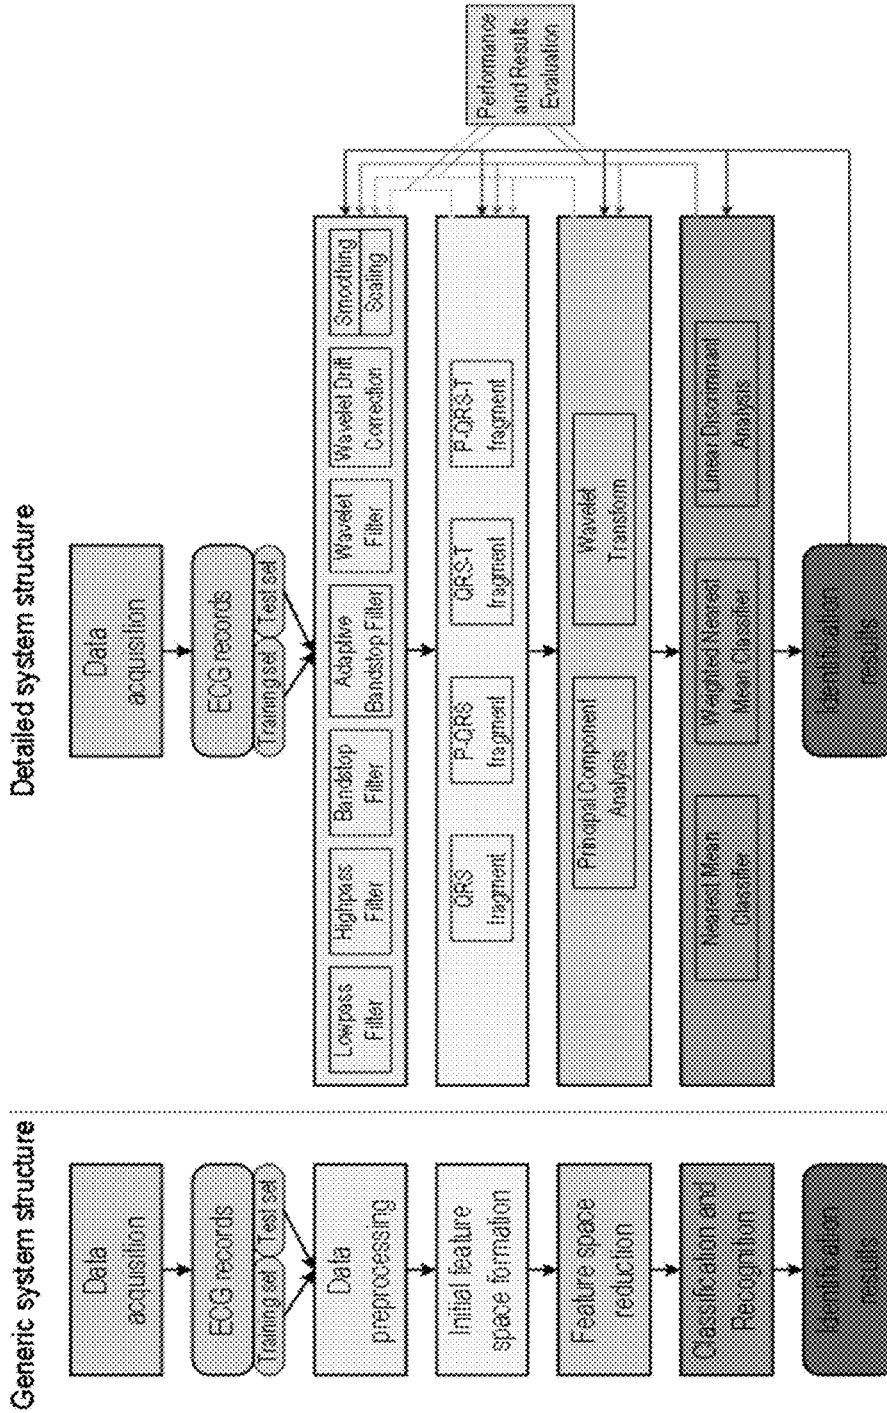 Generic system structure
Data
acquisition
ECG records
Training set
Test set
Data
preprocessing
Initial feature
space formation
Feature space
reduction
Classification and
Recognition
Identification
results
Detailed system structure
Data
acquisition
ECG records
Training set
Test set
Lowpass
Filter
Highpass
Filter
Bandstop
Filter
Adaptive
Bandstop Filter
Wavelet
Filter
Wavelet Drift
Correction
Smoothing
Scaling
QRS
fragment
P-QRS
fragment
QRS-T
fragment
P-QRS-T
fragment
Principal Component
Analysis
Wavelet
Transform
Nearest Mean
Classifier
Weigted Nearest
Mean Classifier
Linear Discriminant
Analysis
Identification
results
Performance
and Results
Evaluation